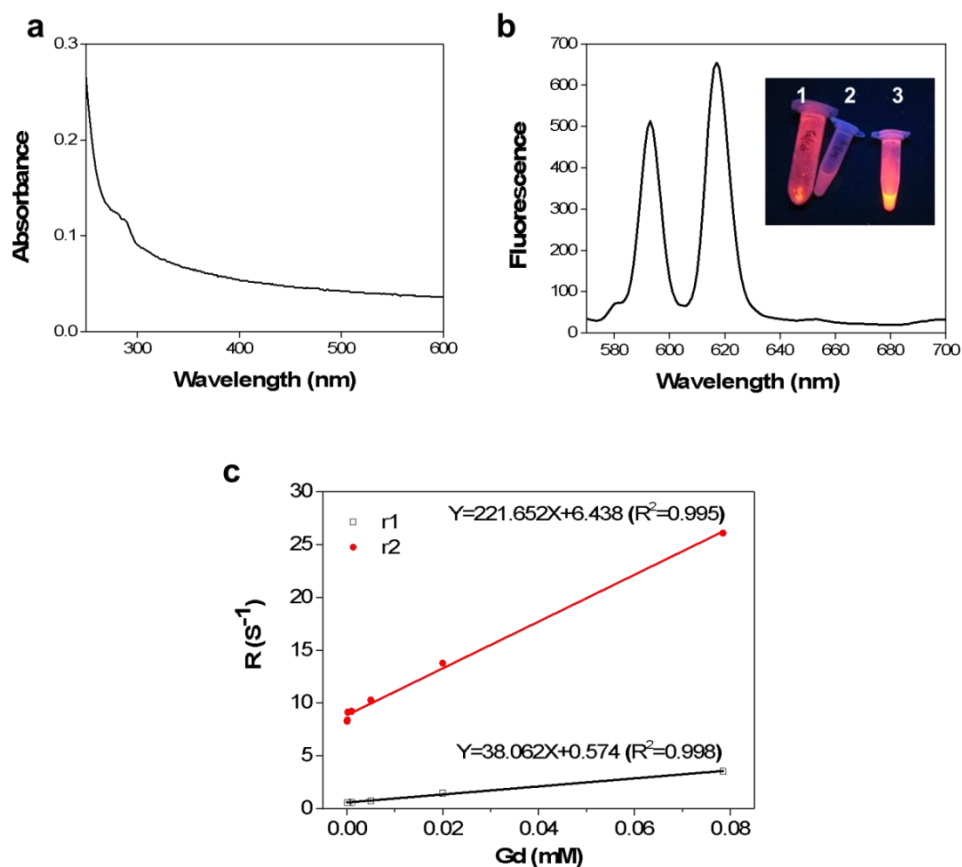 a
0.3
0.2
0.1
0.0
300
400
500
600
Absorbance
Wavelength (nm)
b
700
600
500
400
300
200
100
0
580
600
620
640
660
680
700
Fluorescence
Wavelength (nm)
1 2 3
c
30
25
20
15
10
5
0
0.00
0.02
0.04
0.06
0.08
R (S⁻¹)
Gd (mM)
r1
r2
Y=221.652X+6.438 (R²=0.995)
Y=38.062X+0.574 (R²=0.998)